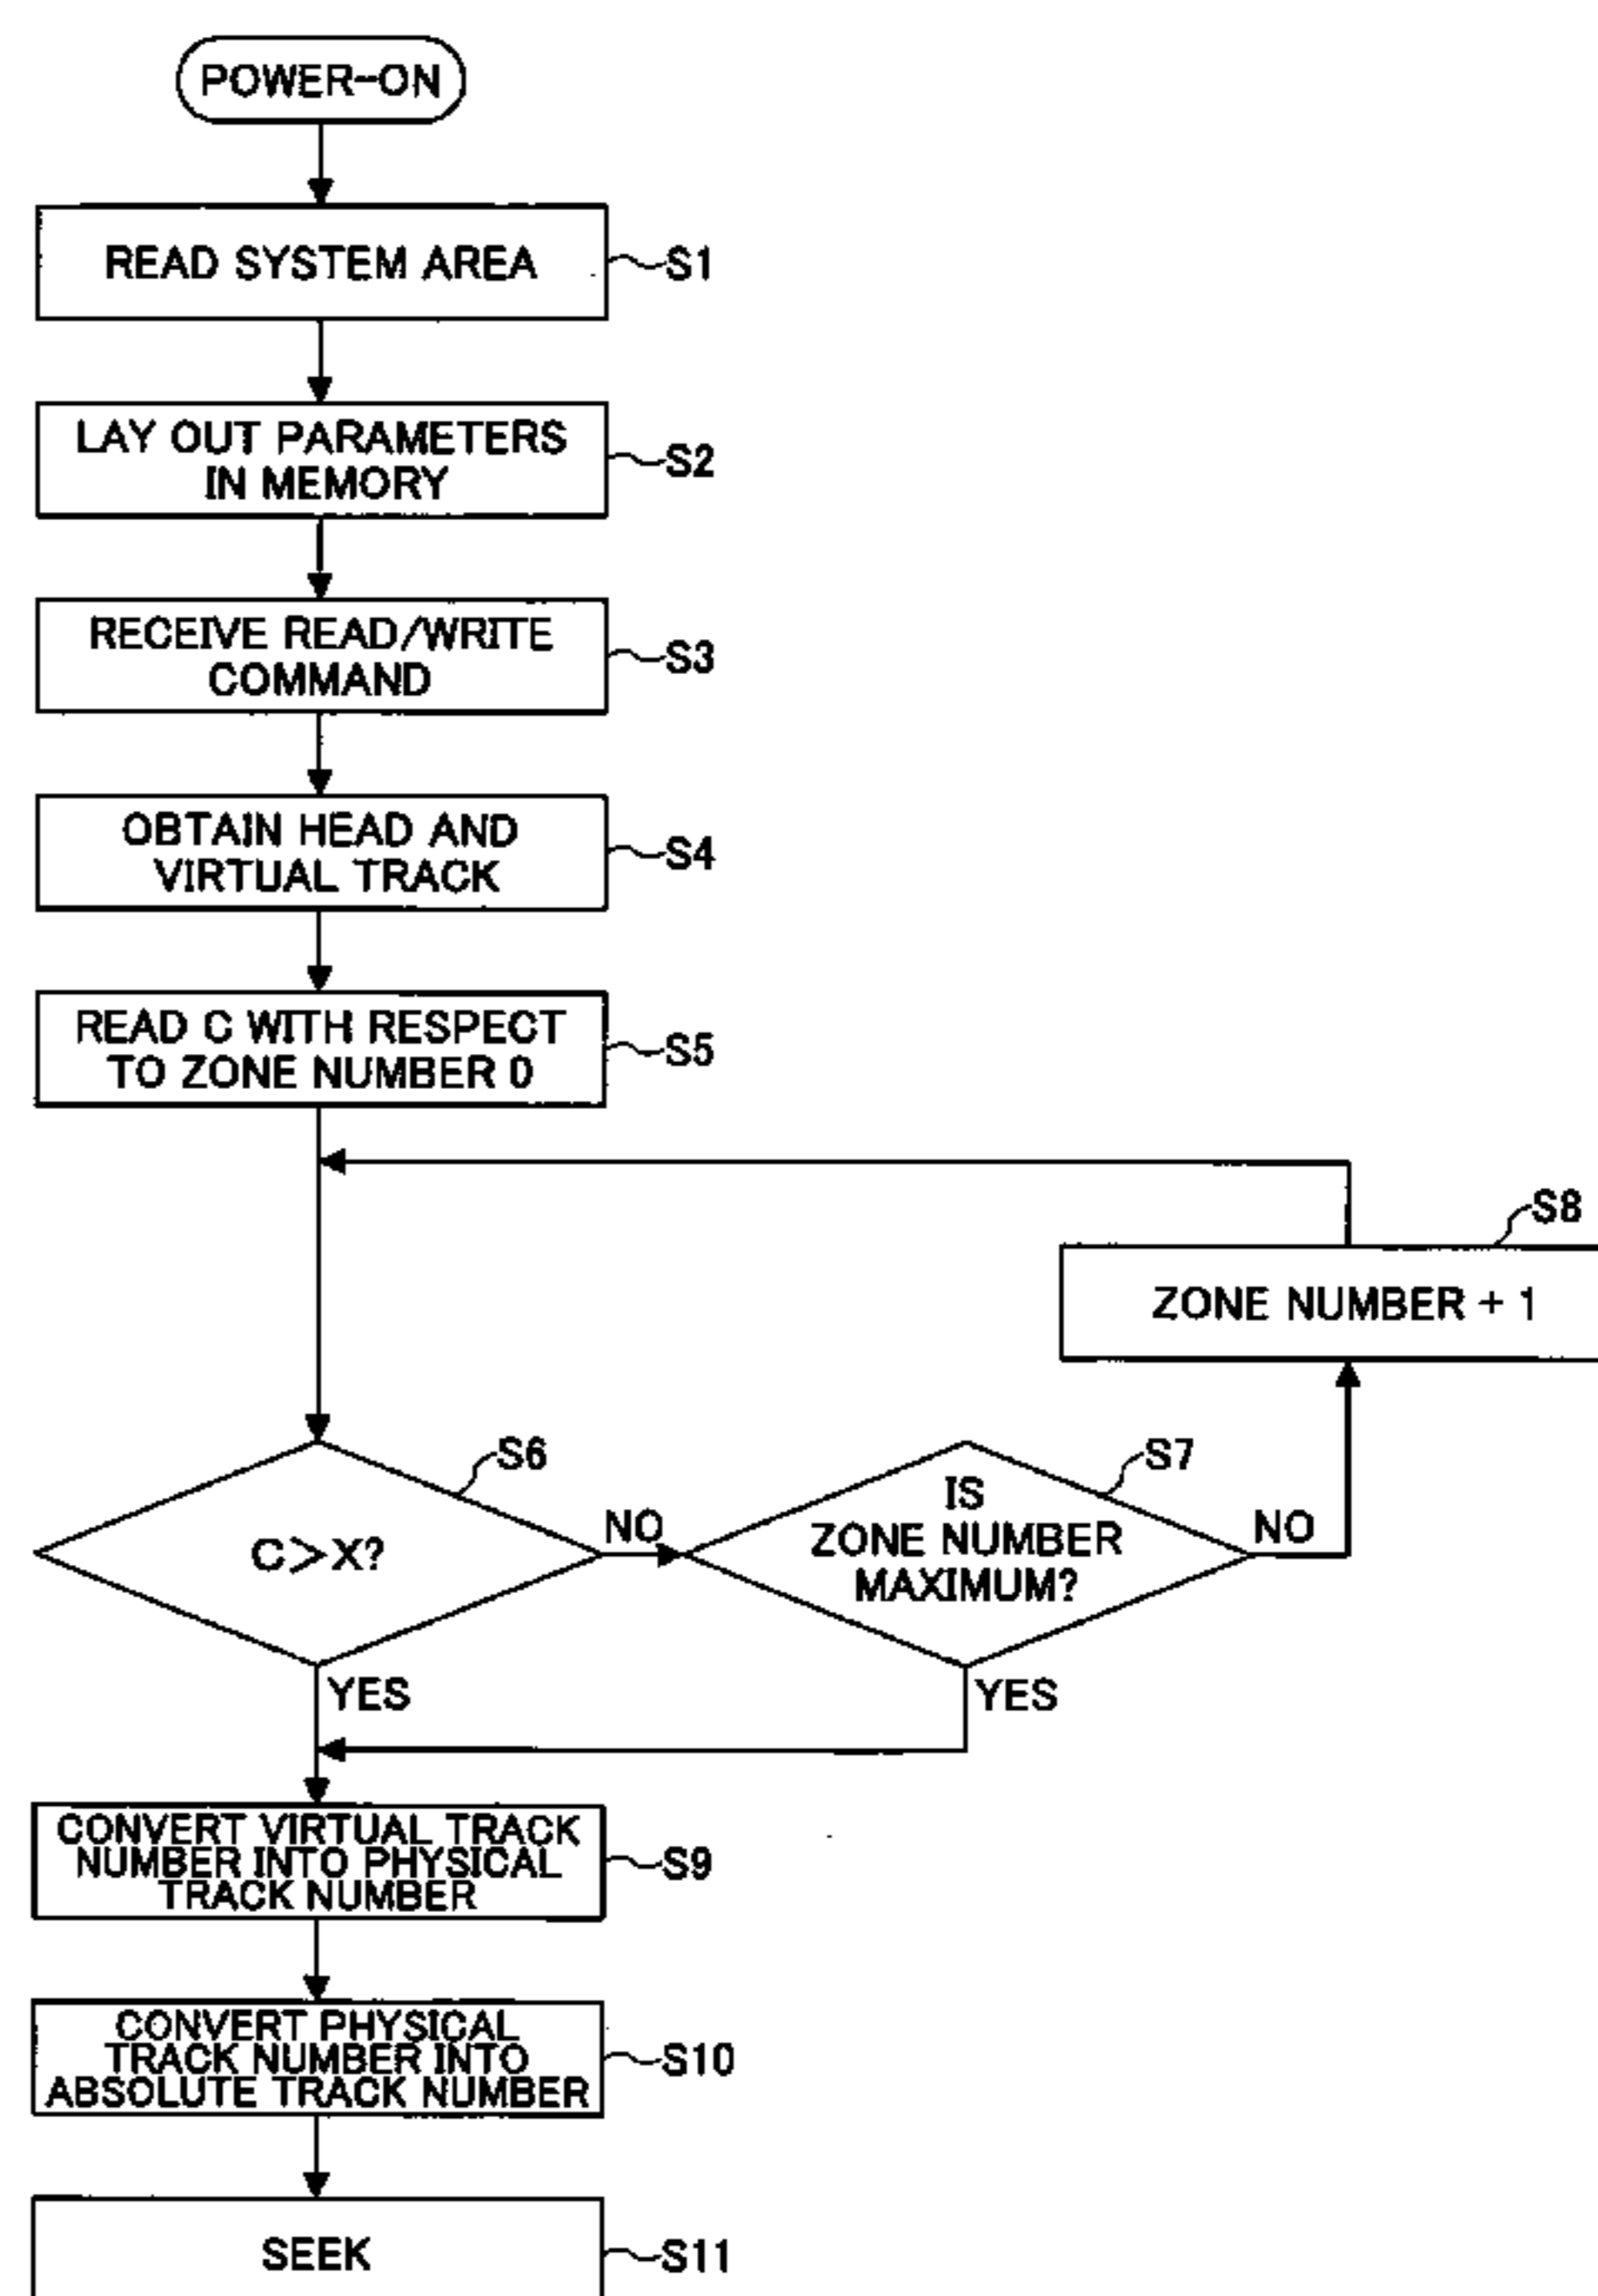 POWER-ON
READ SYSTEM AREA
S1
LAY OUT PARAMETERS
IN MEMORY
S2
RECEIVE READ/WRITE
COMMAND
S3
OBTAIN HEAD AND
VIRTUAL TRACK
S4
READ C WITH RESPECT
TO ZONE NUMBER 0
S5
S8
ZONE NUMBER + 1
S6
C>X?
NO
YES
S7
IS
ZONE NUMBER
MAXIMUM?
NO
YES
CONVERT VIRTUAL TRACK
NUMBER INTO PHYSICAL
TRACK NUMBER
S9
CONVERT PHYSICAL
TRACK NUMBER INTO
ABSOLUTE TRACK NUMBER
S10
SEEK
S11